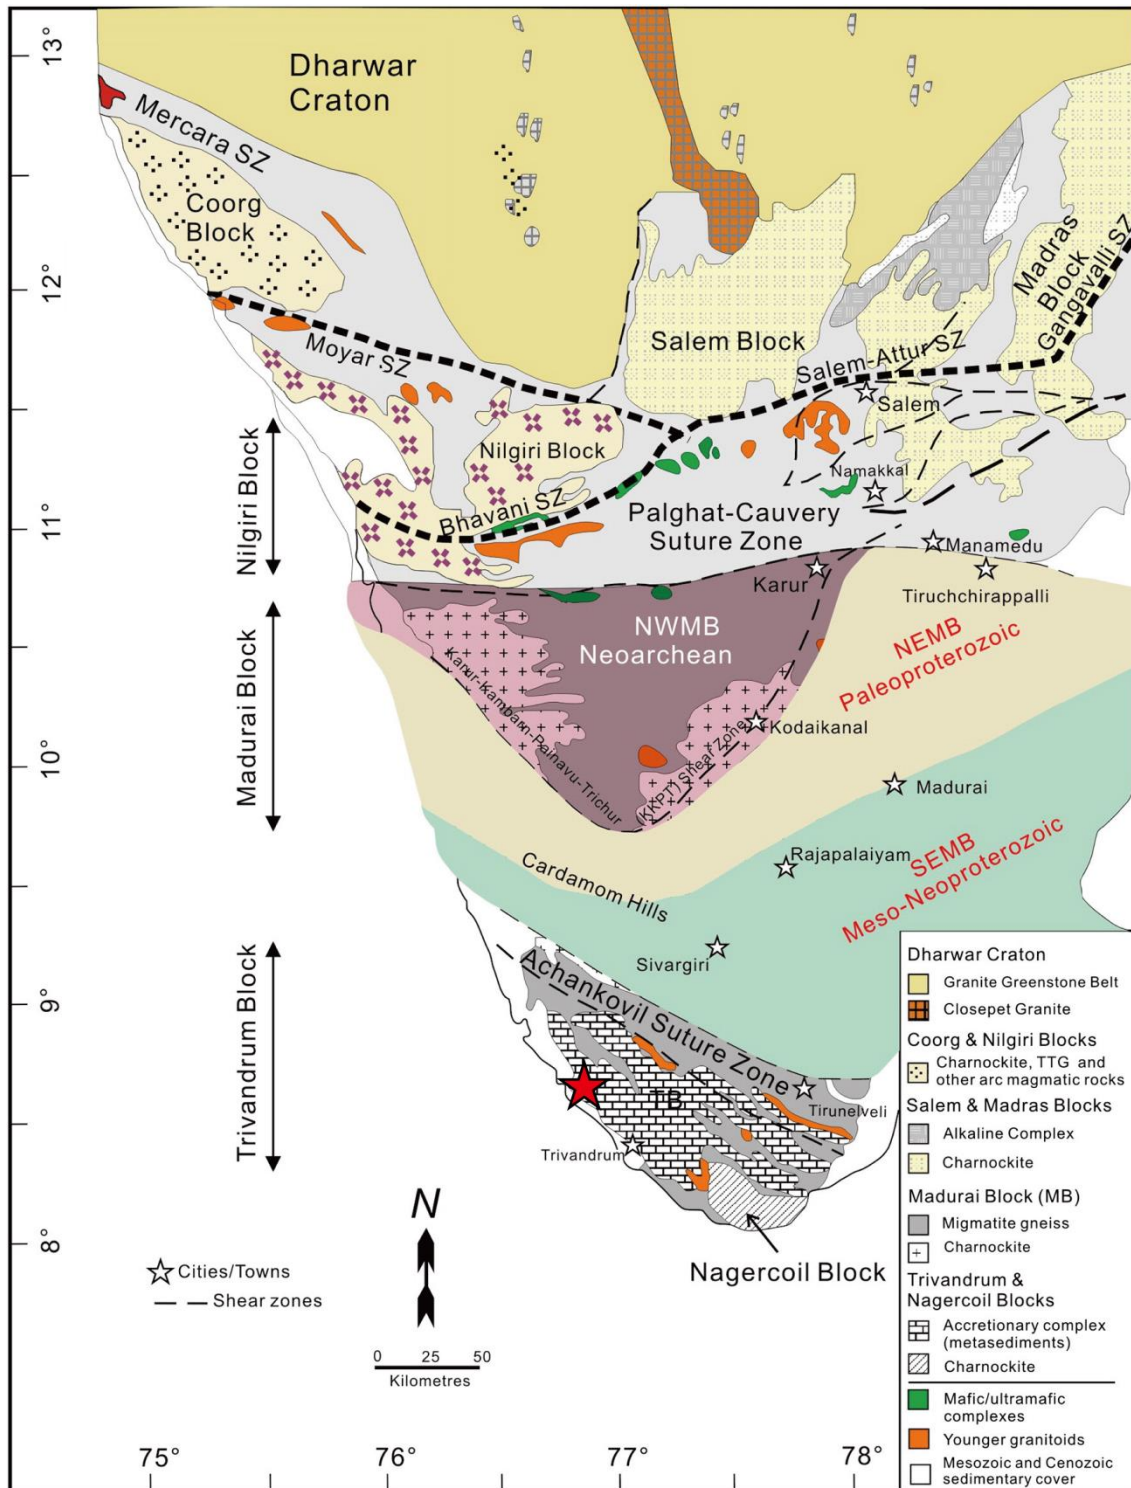 13°
12°
11°
10°
9°
8°
75°
76°
77°
78°
Dharwar
Craton
Mercara SZ
Coorg
Block
Moyar SZ
Nilgiri Block
Bhavani SZ
Salem Block
Salem-Attur SZ
Madras
Block
Gangavalli SZ
Salem
Namakkal
Palghat-Cauvery
Suture Zone
Manamedu
Karur
Tiruchchirappalli
NWMB
Neoarchean
NEMB
Paleoproterozoic
Karur-Kambam-Painavu-Trichur
(KKPT) Shear Zone
Kodaikanal
Madurai
Rajapalaiyam
SEMB
Meso-Neoproterozoic
Cardamom Hills
Sivargiri
Achankovil Suture Zone
TB
Tirunelveli
Trivandrum
Nagercoil Block
Nilgiri Block
Madurai Block
Trivandrum Block
N
Cities/Towns
Shear zones
0 25 50
Kilometres
Dharwar Craton
Granite Greenstone Belt
Closepet Granite
Coorg & Nilgiri Blocks
Charnockite, TTG and
other arc magmatic rocks
Salem & Madras Blocks
Alkaline Complex
Charnockite
Madurai Block (MB)
Migmatite gneiss
Charnockite
Trivandrum &
Nagercoil Blocks
Accretionary complex
(metasediments)
Charnockite
Mafic/ultramafic
complexes
Younger granitoids
Mesozoic and Cenozoic
sedimentary cover